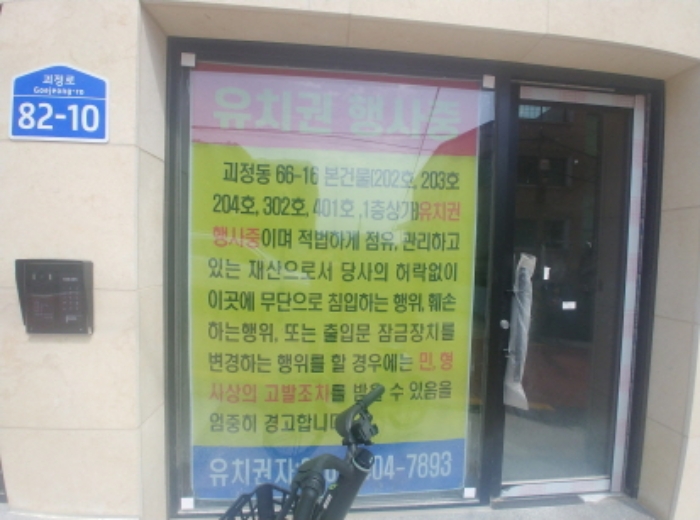 괴정로
Goejeong-ro
82-10
유치권 행사중
괴정동 66-16 본건물(202호, 203호
204호, 302호, 401호 ,1층상가)유치권
행사중이며 적법하게 점유, 관리하고
있는 재산으로서 당사의 허락없이
이곳에 무단으로 침입하는 행위, 훼손
하는행위, 또는 출입문 잠금장치를
변경하는 행위를 할 경우에는 민, 형
사상의 고발조차를 받을 수 있음을
엄중히 경고합니
유치권자: 04-7893